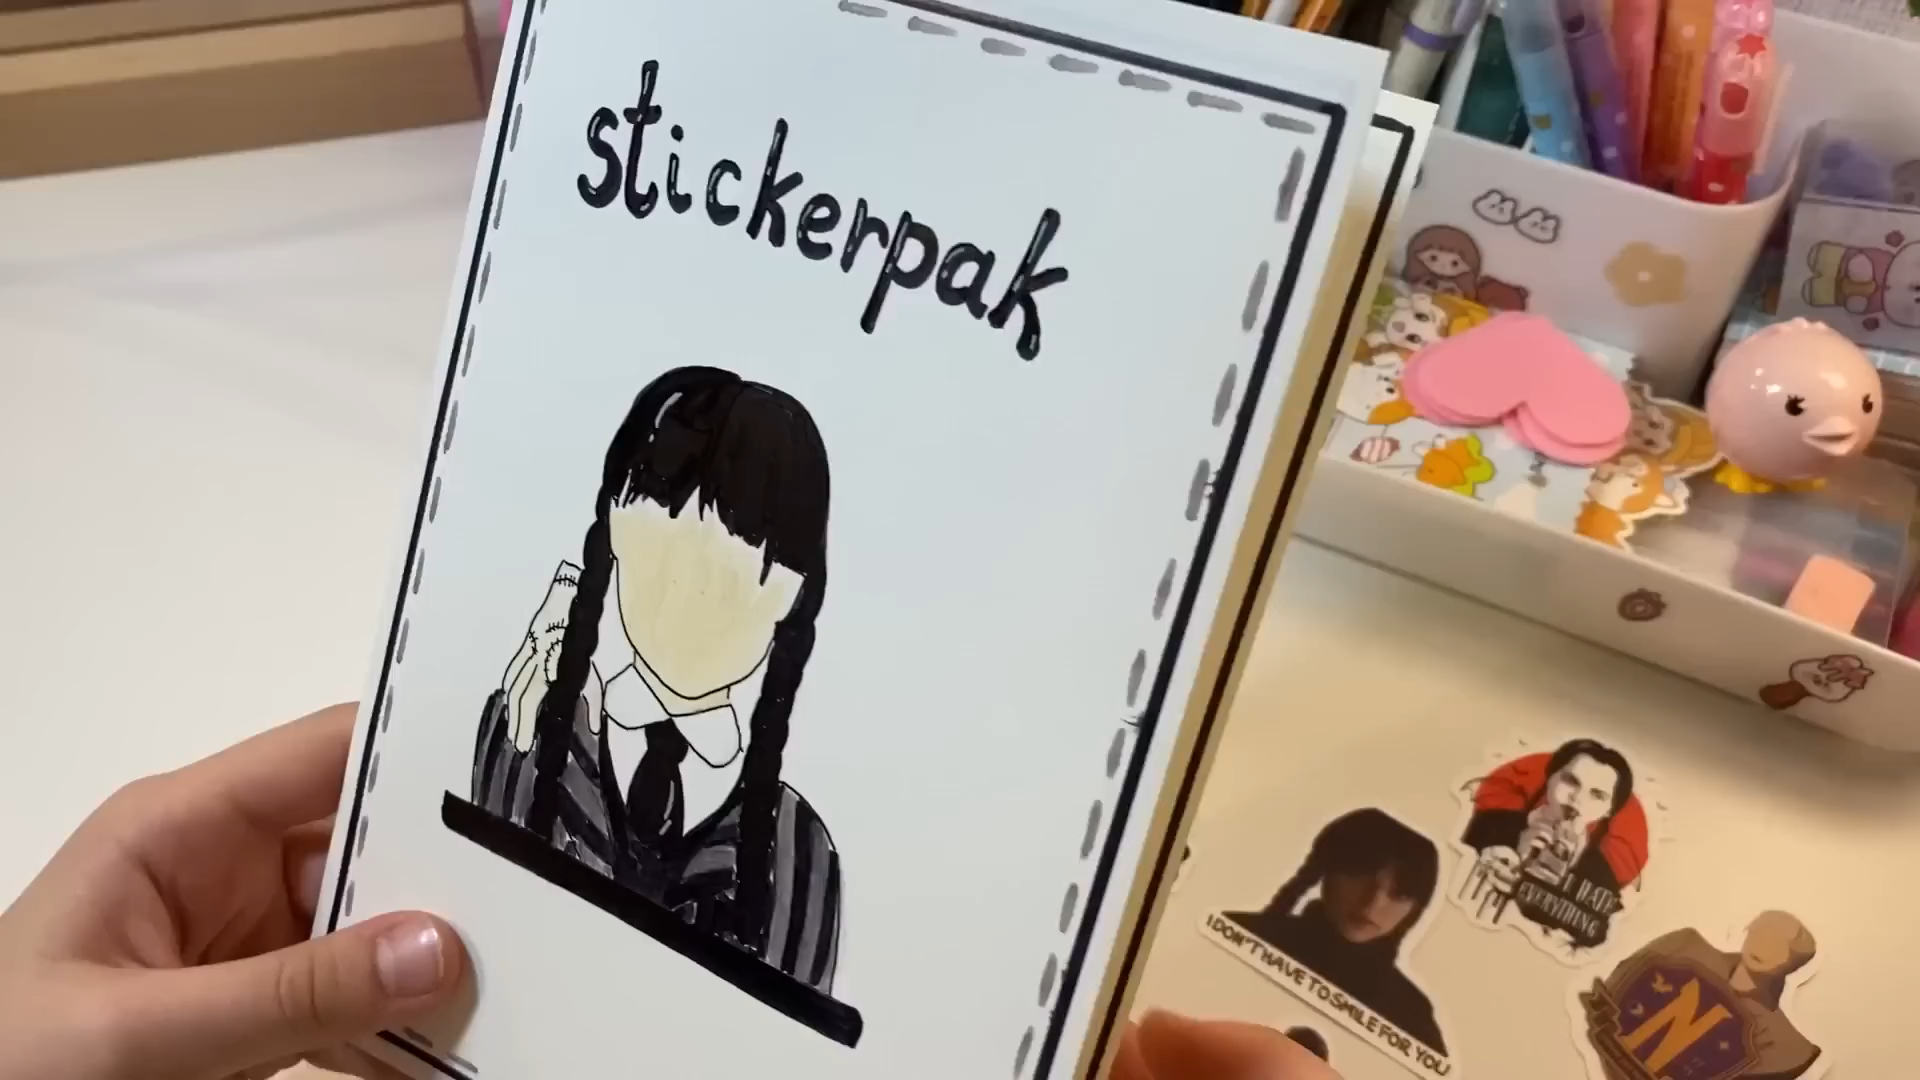 stickerpak
I HATE
EVERYTHING
I DON'T HAVE TO SMILE FOR YOU
N